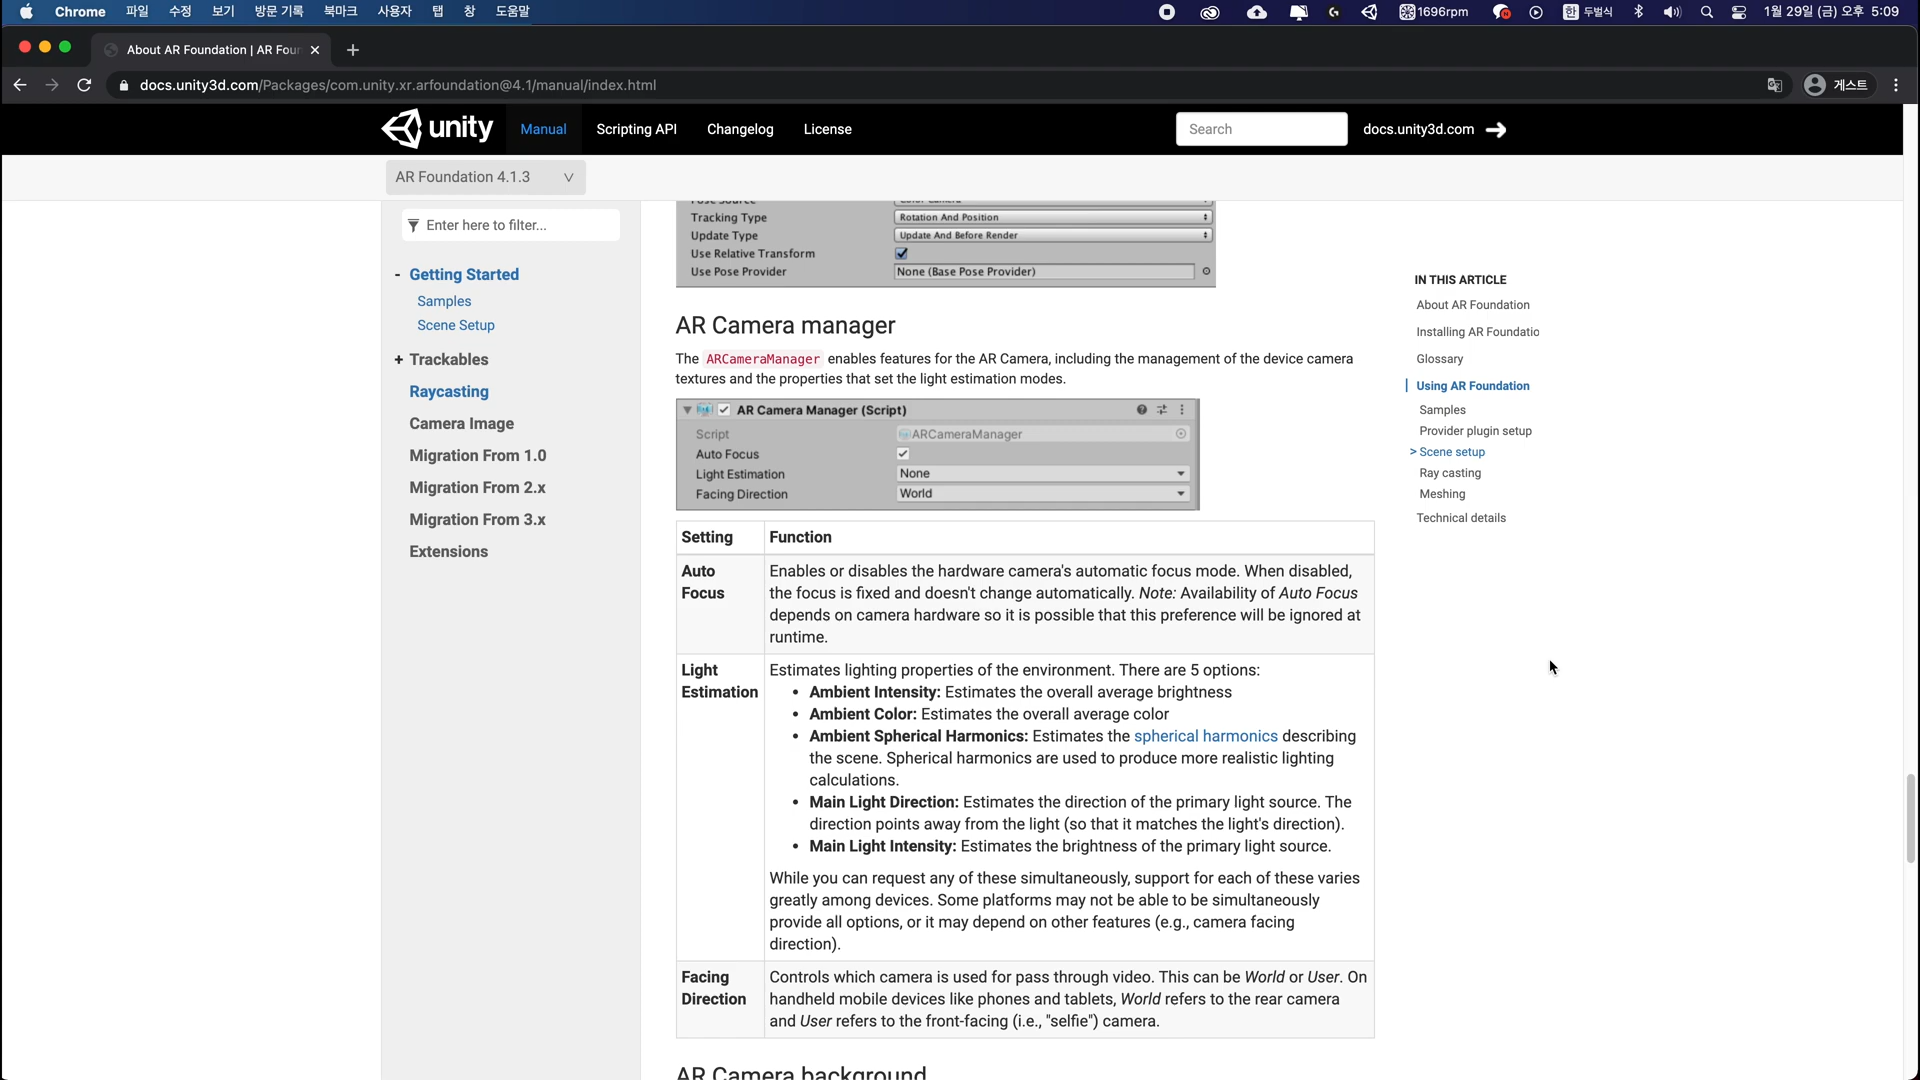 Chrome 파일 수정 보기 방문 기록 북마크 사용자 탭 창 도움말 1696rpm 한 두벌식 1월 29일 (금) 오후 5:09
About AR Foundation | AR Foun
docs.unity3d.com/Packages/com.unity.xr.arfoundation@4.1/manual/index.html 게스트
unity Manual Scripting API Changelog License Search docs.unity3d.com
AR Foundation 4.1.3
Enter here to filter...
- Getting Started
Samples
Scene Setup
+ Trackables
Raycasting
Camera Image
Migration From 1.0
Migration From 2.x
Migration From 3.x
Extensions
Tracking Type Rotation And Position
Update Type Update And Before Render
Use Relative Transform
Use Pose Provider None (Base Pose Provider)
AR Camera manager
The ARCameraManager enables features for the AR Camera, including the management of the device camera
textures and the properties that set the light estimation modes.
AR Camera Manager (Script)
Script ARCameraManager
Auto Focus
Light Estimation None
Facing Direction World
Setting Function
Auto Focus
Enables or disables the hardware camera's automatic focus mode. When disabled,
the focus is fixed and doesn't change automatically. Note: Availability of Auto Focus
depends on camera hardware so it is possible that this preference will be ignored at
runtime.
Light Estimation
Estimates lighting properties of the environment. There are 5 options:
• Ambient Intensity: Estimates the overall average brightness
• Ambient Color: Estimates the overall average color
• Ambient Spherical Harmonics: Estimates the spherical harmonics describing
the scene. Spherical harmonics are used to produce more realistic lighting
calculations.
• Main Light Direction: Estimates the direction of the primary light source. The
direction points away from the light (so that it matches the light's direction).
• Main Light Intensity: Estimates the brightness of the primary light source.
While you can request any of these simultaneously, support for each of these varies
greatly among devices. Some platforms may not be able to be simultaneously
provide all options, or it may depend on other features (e.g., camera facing
direction).
Facing Direction
Controls which camera is used for pass through video. This can be World or User. On
handheld mobile devices like phones and tablets, World refers to the rear camera
and User refers to the front-facing (i.e., "selfie") camera.
AR Camera background
IN THIS ARTICLE
About AR Foundation
Installing AR Foundatio
Glossary
Using AR Foundation
Samples
Provider plugin setup
> Scene setup
Ray casting
Meshing
Technical details